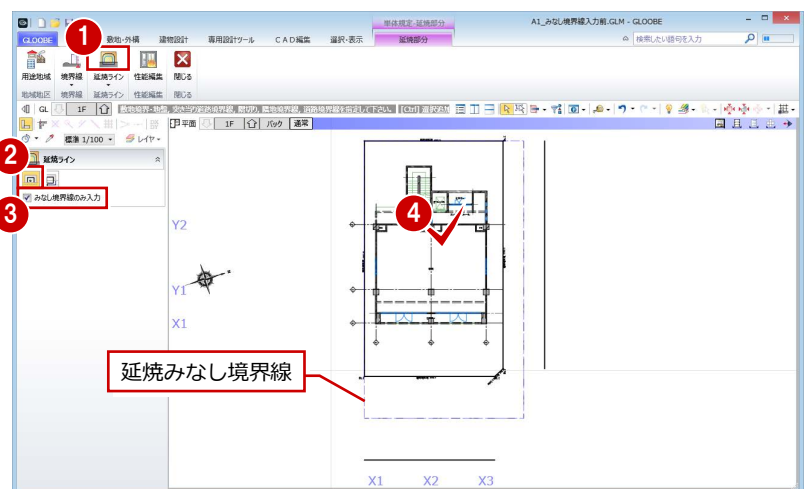 単体規定-延焼部分
A1_みなし境界線入力前.GLM - GLOOBE
GLOOBE
敷地・外構
建物設計
専用設計ツール
CAD編集
選択・表示
延焼部分
検索したい語句を入力
1
用途地域
境界線
延焼ライン
性能編集
閉じる
地域地区
境界線
延焼ライン
性能編集
閉じる
GL
1F
標準 1/100
レイヤ
平面
1F
バック
通常
2
延焼ライン
3
みなし境界線のみ入力
4
Y2
Y1
X1
延焼みなし境界線
X1 X2 X3